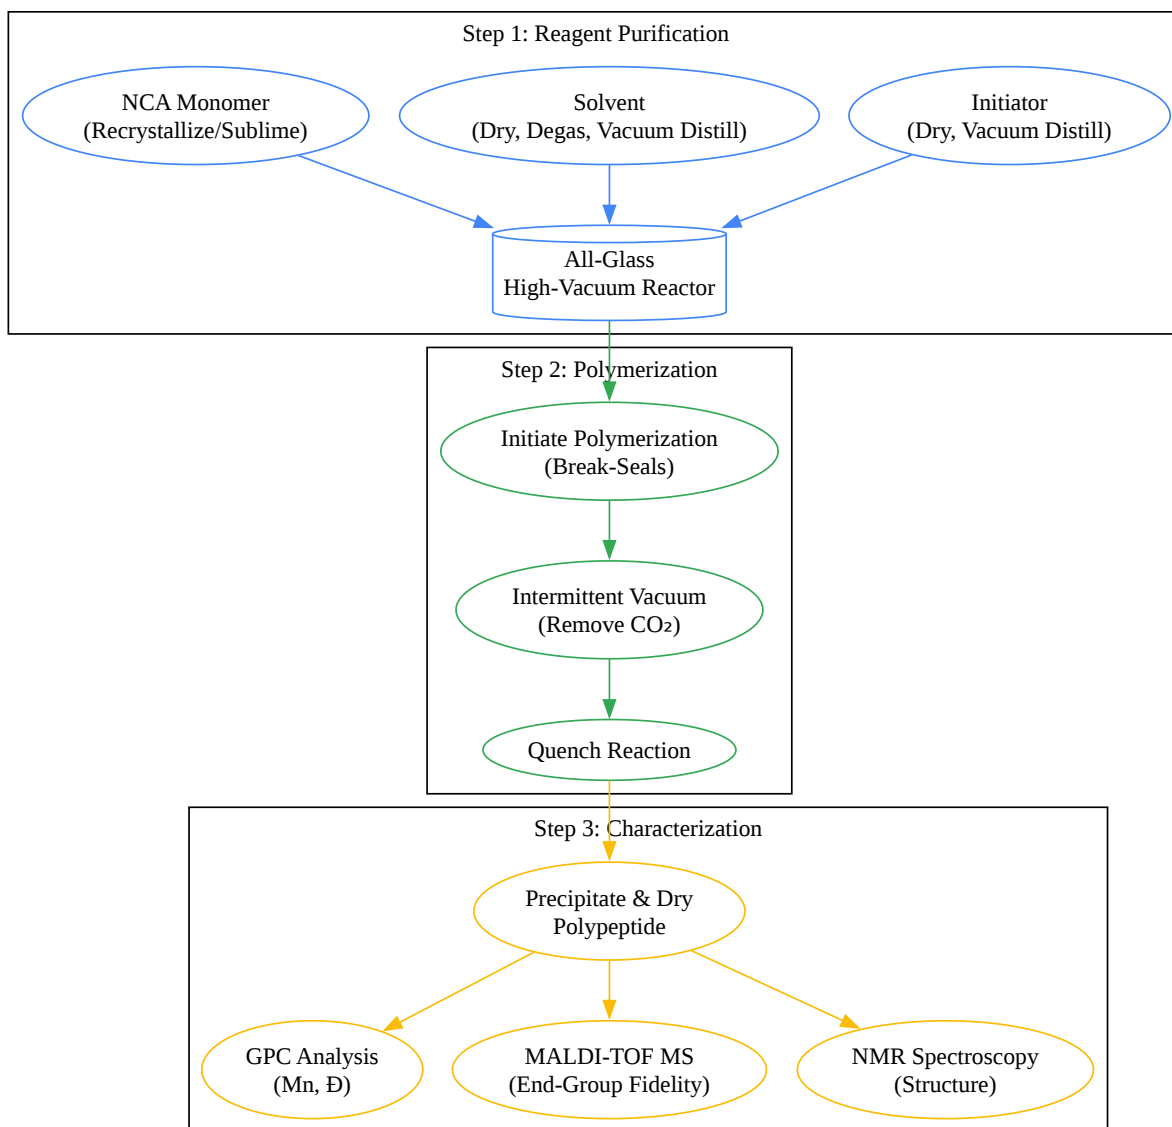 Step 1: Reagent Purification
NCA Monomer
(Recrystallize/Sublime)
Solvent
(Dry, Degas, Vacuum Distill)
Initiator
(Dry, Vacuum Distill)
All-Glass
High-Vacuum Reactor
Step 2: Polymerization
Initiate Polymerization
(Break-Seals)
Intermittent Vacuum
(Remove CO₂)
Quench Reaction
Step 3: Characterization
Precipitate & Dry
Polypeptide
GPC Analysis
(Mn, Đ)
MALDI-TOF MS
(End-Group Fidelity)
NMR Spectroscopy
(Structure)